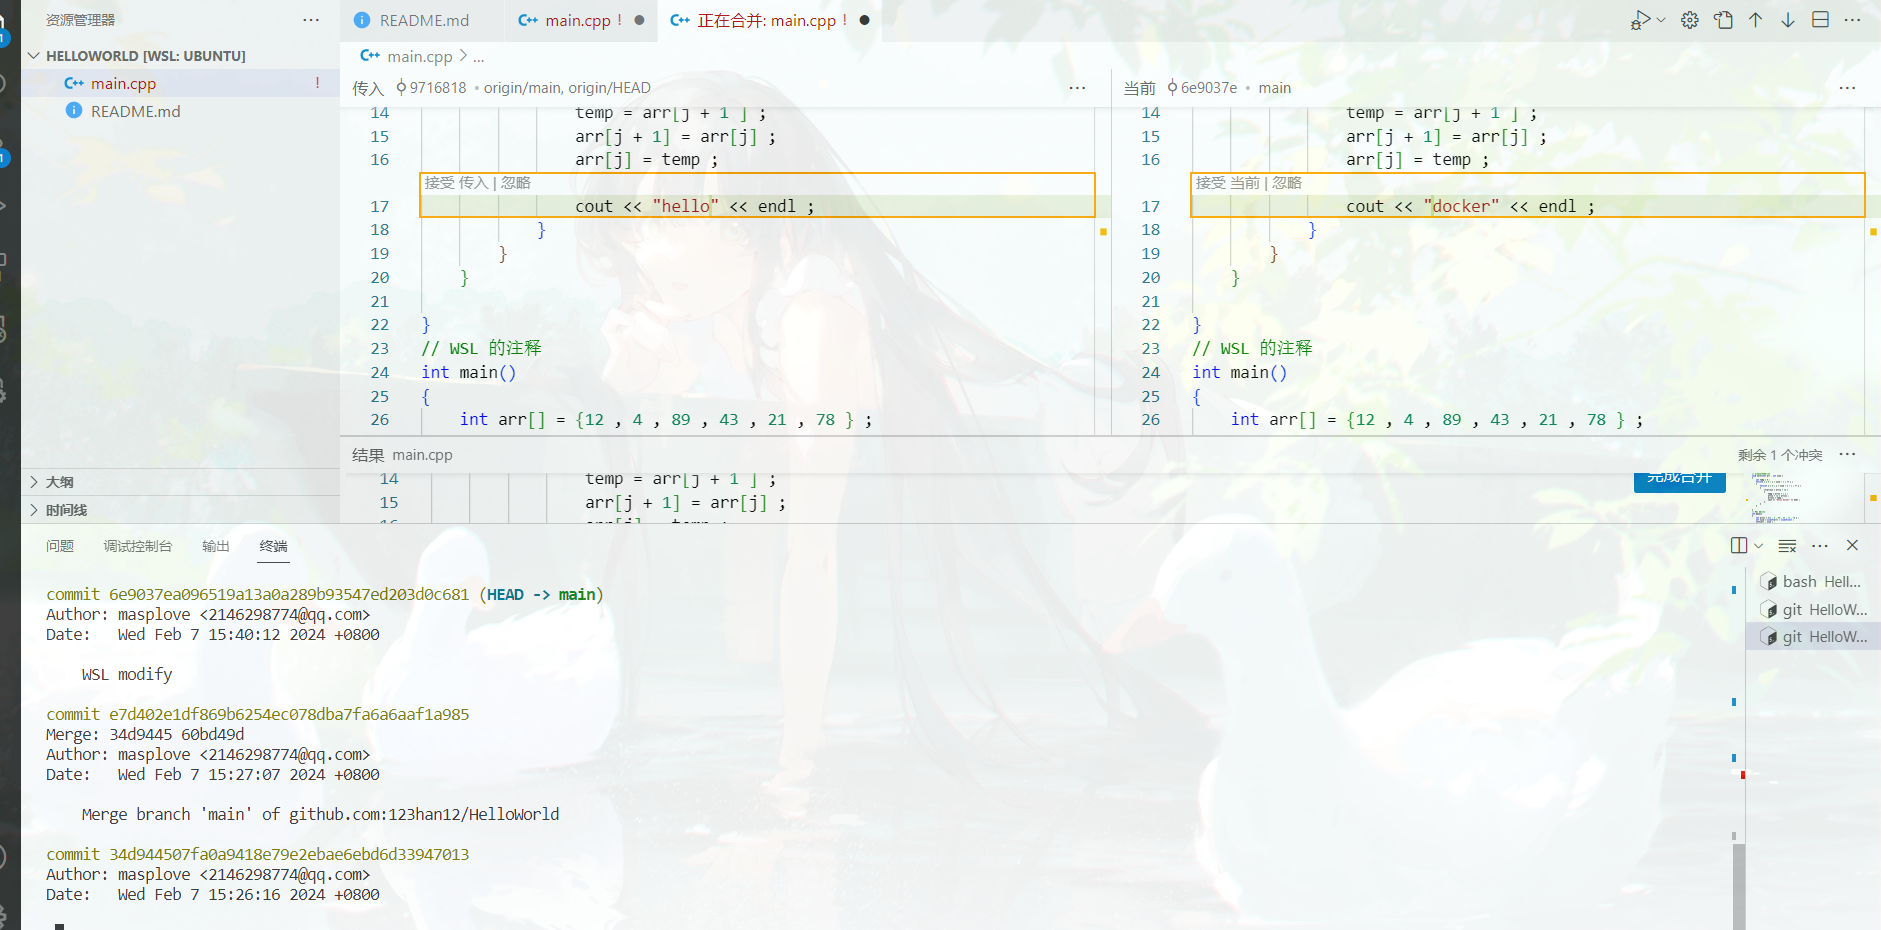 资源管理器
HELLOWORLD [WSL: UBUNTU]
main.cpp !
README.md
大纲
时间线
README.md
main.cpp !
正在合并: main.cpp !
main.cpp
传入 9716818 • origin/main, origin/HEAD
14 temp = arr[j + 1 ] ;
15 arr[j + 1] = arr[j] ;
16 arr[j] = temp ;
接受 传入 | 忽略
17 cout << "hello" << endl ;
18 }
19 }
20 }
21
22 }
23 // WSL 的注释
24 int main()
25 {
26 int arr[] = {12 , 4 , 89 , 43 , 21 , 78 } ;
当前 6e9037e • main
14 temp = arr[j + 1 ] ;
15 arr[j + 1] = arr[j] ;
16 arr[j] = temp ;
接受 当前 | 忽略
17 cout << "docker" << endl ;
18 }
19 }
20 }
21
22 }
23 // WSL 的注释
24 int main()
25 {
26 int arr[] = {12 , 4 , 89 , 43 , 21 , 78 } ;
结果 main.cpp
剩余 1 个冲突
14 temp = arr[j + 1 ] ;
15 arr[j + 1] = arr[j] ;
完成合并
问题 调试控制台 输出 终端
commit 6e9037ea096519a13a0a289b93547ed203d0c681 (HEAD -> main)
Author: masplove <2146298774@qq.com>
Date: Wed Feb 7 15:40:12 2024 +0800
WSL modify
commit e7d402e1df869b6254ec078dba7fa6a6aaf1a985
Merge: 34d9445 60bd49d
Author: masplove <2146298774@qq.com>
Date: Wed Feb 7 15:27:07 2024 +0800
Merge branch 'main' of github.com:123han12/HelloWorld
commit 34d944507fa0a9418e79e2ebae6ebd6d33947013
Author: masplove <2146298774@qq.com>
Date: Wed Feb 7 15:26:16 2024 +0800
bash Hell...
git HelloW...
git HelloW...